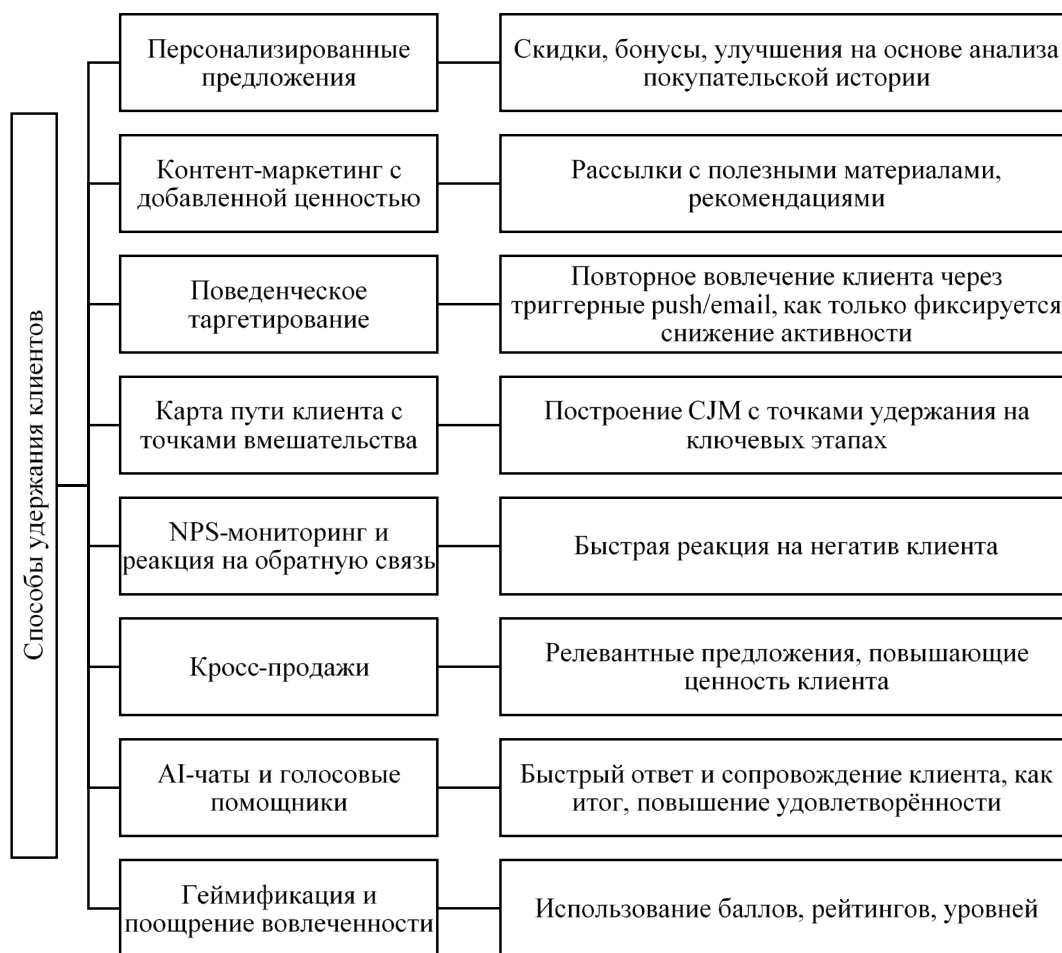 Способы удержания клиентов
Персонализированные
предложения
Скидки, бонусы, улучшения на основе анализа
покупательской истории
Контент-маркетинг с
добавленной ценностью
Рассылки с полезными материалами,
рекомендациями
Поведенческое
таргетирование
Повторное вовлечение клиента через
триггерные push/email, как только фиксируется
снижение активности
Карта пути клиента с
точками вмешательства
Построение CJM с точками удержания на
ключевых этапах
NPS-мониторинг и
реакция на обратную связь
Быстрая реакция на негатив клиента
Кросс-продажи
Релевантные предложения, повышающие
ценность клиента
AI-чаты и голосовые
помощники
Быстрый ответ и сопровождение клиента, как
итог, повышение удовлетворённости
Геймификация и
поощрение вовлеченности
Использование баллов, рейтингов, уровней